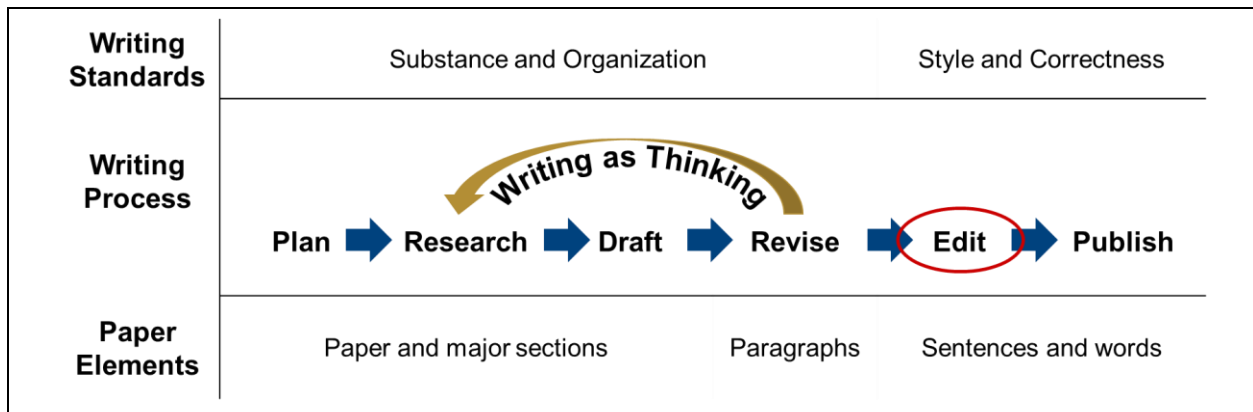 Writing
Standards
Substance and Organization
Style and Correctness
Writing
Process
Writing as Thinking
Plan
Research
Draft
Revise
Edit
Publish
Paper
Elements
Paper and major sections
Paragraphs
Sentences and words